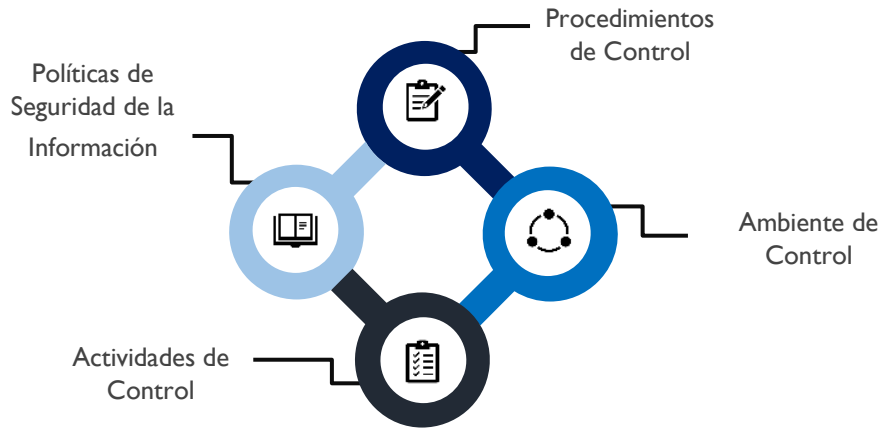 Procedimientos
de Control
Políticas de
Seguridad de la
Información
Ambiente de
Control
Actividades de
Control